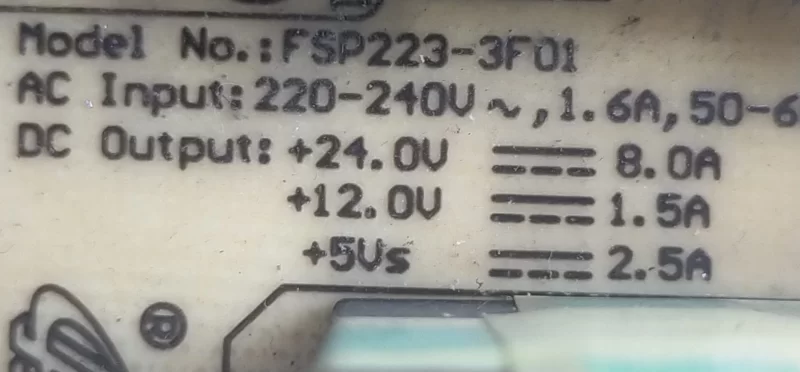 Model No.:FSP223-3F01
AC Input:220-240V ~,1.6A,50-6
DC Output:+24.0V ⎓ 8.0A
+12.0V ⎓ 1.5A
+5Vs ⎓ 2.5A
®